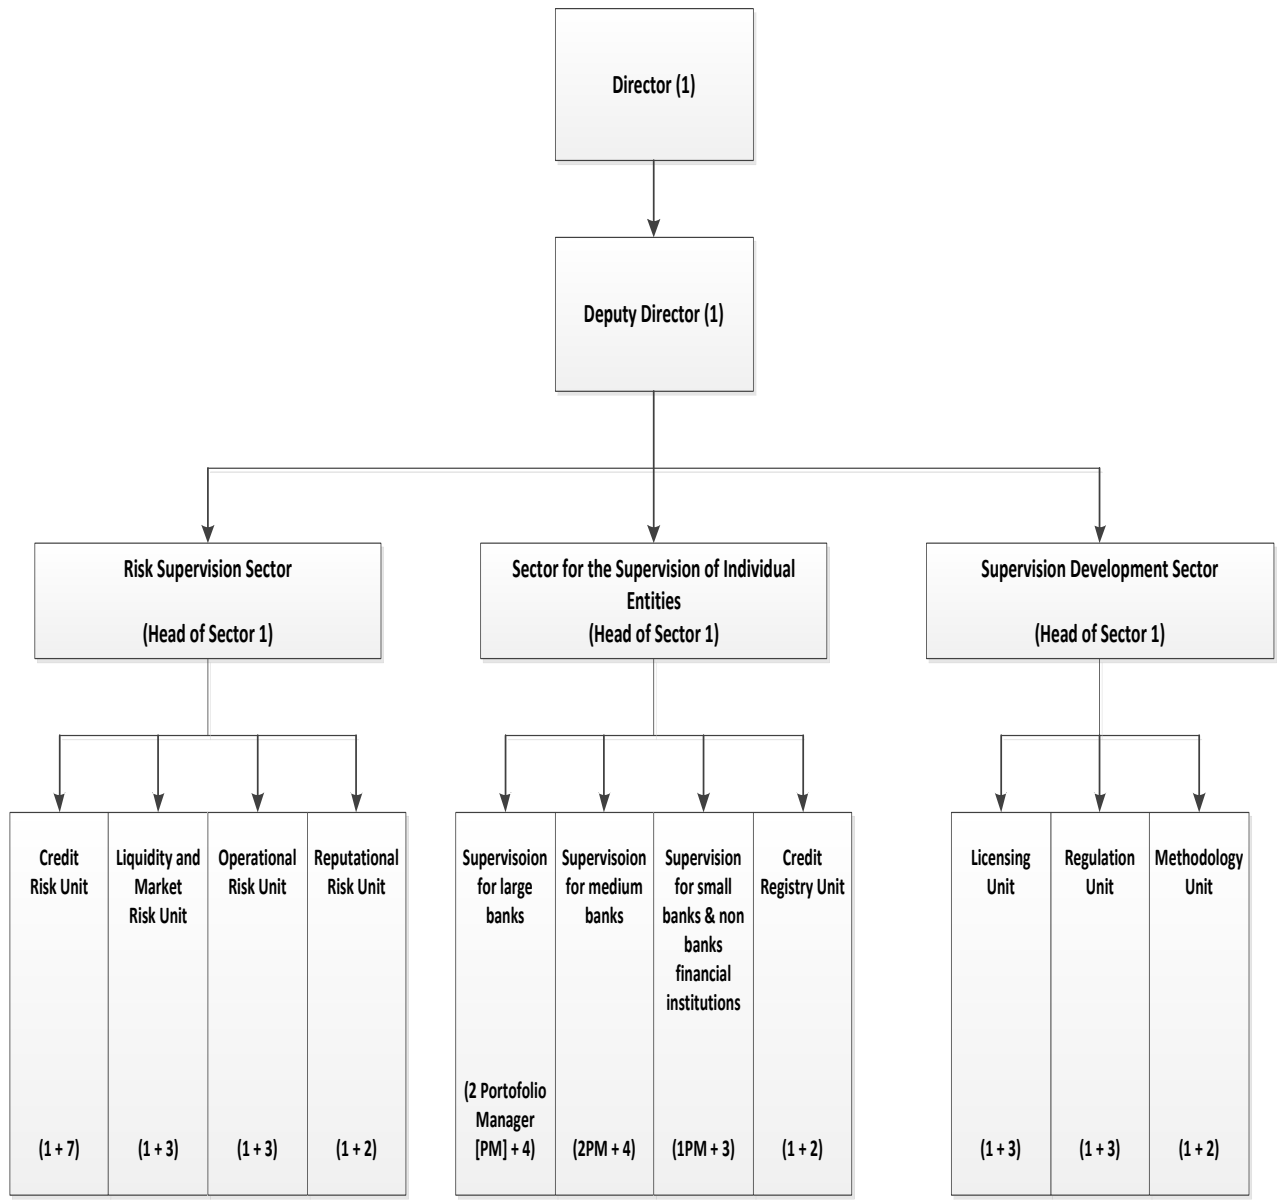 Director (1)
Deputy Director (1)
Risk Supervision Sector
(Head of Sector 1)
Sector for the Supervision of Individual
Entities
(Head of Sector 1)
Supervision Development Sector
(Head of Sector 1)
Credit
Risk Unit
(1 + 7)
Liquidity and
Market
Risk Unit
(1 + 3)
Operational
Risk Unit
(1 + 3)
Reputational
Risk Unit
(1 + 2)
Supervisoion
for large
banks
(2 Portofolio
Manager
[PM] + 4)
Supervisoion
for medium
banks
(2PM + 4)
Supervision
for small
banks & non
banks
financial
institutions
(1PM + 3)
Credit
Registry Unit
(1 + 2)
Licensing
Unit
(1 + 3)
Regulation
Unit
(1 + 3)
Methodology
Unit
(1 + 2)